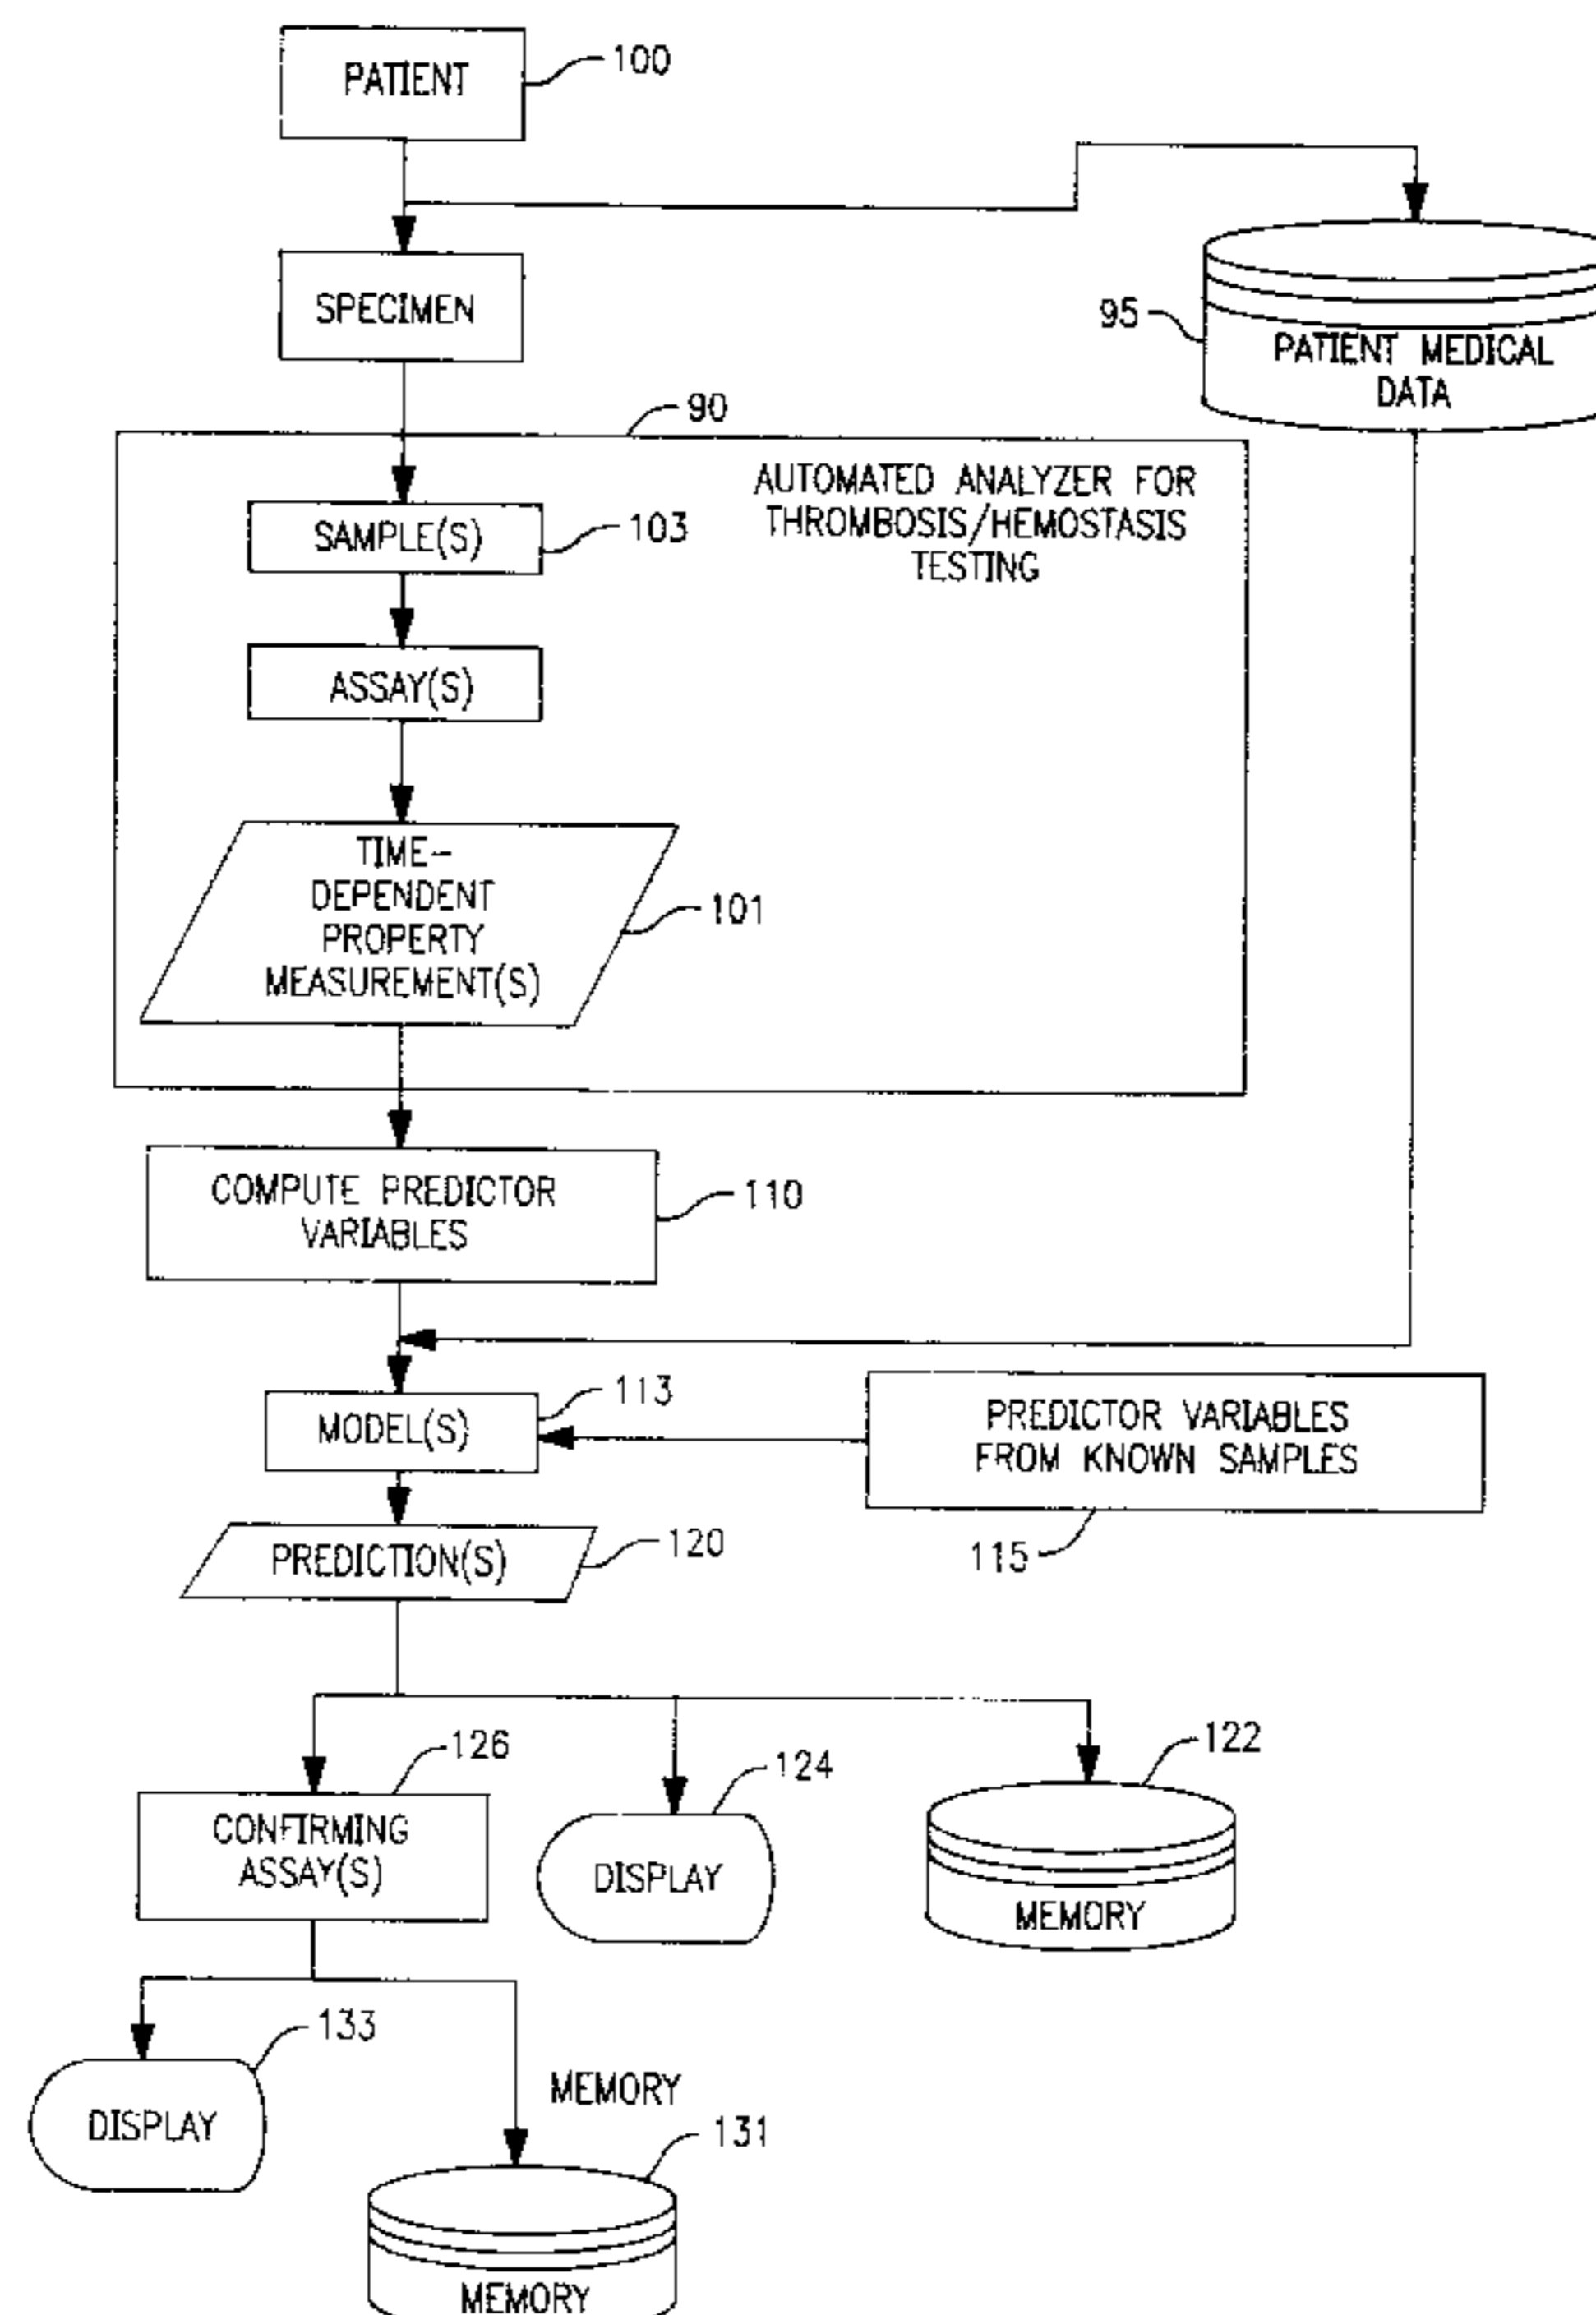 PATIENT
100
SPECIMEN
95
PATIENT MEDICAL
DATA
90
AUTOMATED ANALYZER FOR
THROMBOSIS/HEMOSTASIS
TESTING
SAMPLE(S)
103
ASSAY(S)
TIME-
DEPENDENT
PROPERTY
MEASUREMENT(S)
101
COMPUTE PREDICTOR
VARIABLES
110
MODEL(S)
113
PREDICTOR VARIABLES
FROM KNOWN SAMPLES
115
PREDICTION(S)
120
126
CONFIRMING
ASSAY(S)
124
DISPLAY
122
MEMORY
133
DISPLAY
MEMORY
131
MEMORY